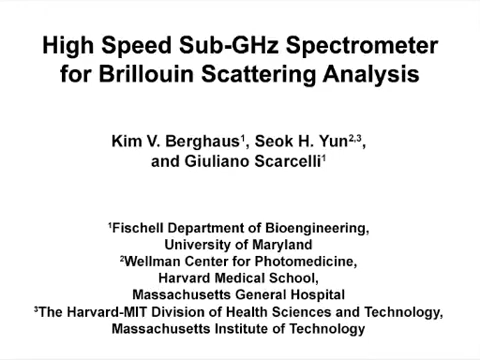 High Speed Sub-GHz Spectrometer
for Brillouin Scattering Analysis
Kim V. Berghaus¹, Seok H. Yun²,³,
and Giuliano Scarcelli¹
¹Fischell Department of Bioengineering,
University of Maryland
²Wellman Center for Photomedicine,
Harvard Medical School,
Massachusetts General Hospital
³The Harvard-MIT Division of Health Sciences and Technology,
Massachusetts Institute of Technology